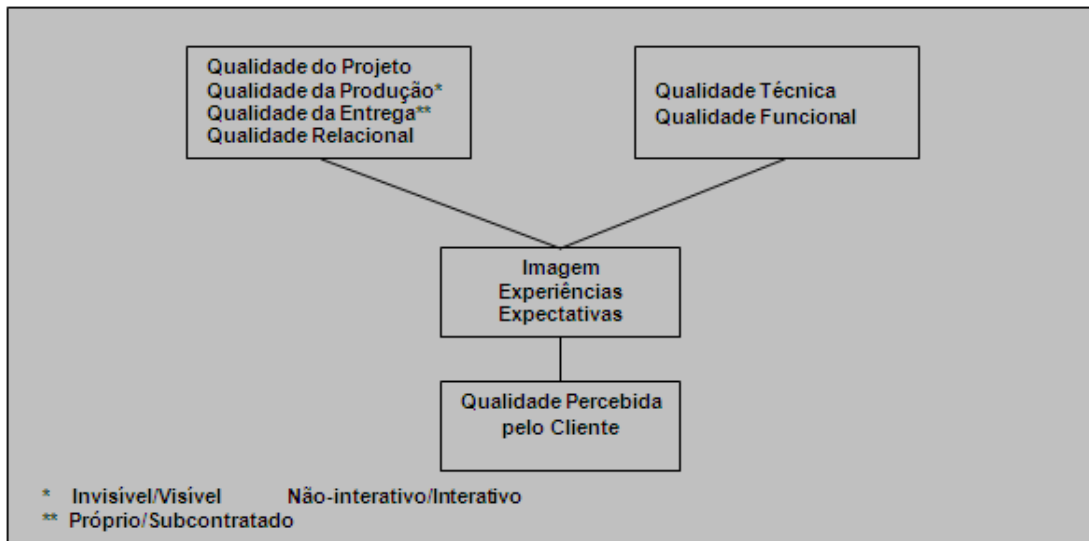 Qualidade do Projeto
Qualidade da Produção*
Qualidade da Entrega**
Qualidade Relacional
Qualidade Técnica
Qualidade Funcional
Imagem
Experiências
Expectativas
Qualidade Percebida
pelo Cliente
* Invisível/Visível Não-interativo/Interativo
** Próprio/Subcontratado